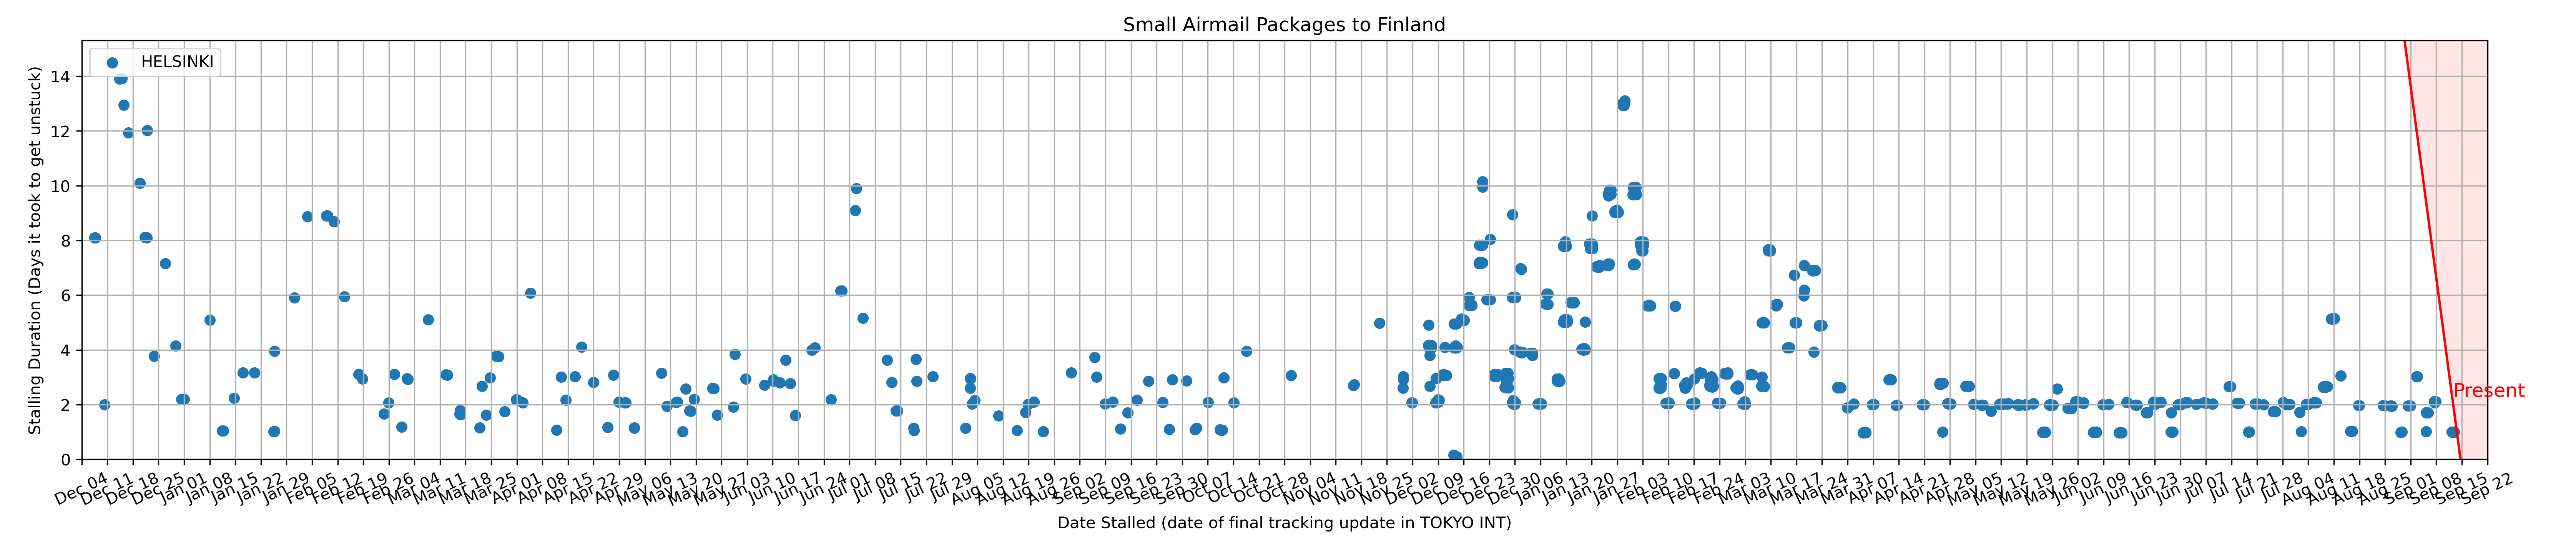 Small Airmail Packages to Finland
HELSINKI
Stalling Duration (Days it took to get unstuck)
14
12
10
8
6
4
2
0
Present
Dec 04
Dec 11
Dec 18
Dec 25
Jan 01
Jan 08
Jan 15
Jan 22
Jan 29
Feb 05
Feb 12
Feb 19
Feb 26
Mar 04
Mar 11
Mar 18
Mar 25
Apr 01
Apr 08
Apr 15
Apr 22
Apr 29
May 06
May 13
May 20
May 27
Jun 03
Jun 10
Jun 17
Jun 24
Jul 01
Jul 08
Jul 15
Jul 22
Jul 29
Aug 05
Aug 12
Aug 19
Aug 26
Sep 02
Sep 09
Sep 16
Sep 23
Sep 30
Oct 07
Oct 14
Oct 21
Oct 28
Nov 04
Nov 11
Nov 18
Nov 25
Dec 02
Dec 09
Dec 16
Dec 23
Dec 30
Jan 06
Jan 13
Jan 20
Jan 27
Feb 03
Feb 10
Feb 17
Feb 24
Mar 03
Mar 10
Mar 17
Mar 24
Mar 31
Apr 07
Apr 14
Apr 21
Apr 28
May 05
May 12
May 19
May 26
Jun 02
Jun 09
Jun 16
Jun 23
Jun 30
Jul 07
Jul 14
Jul 21
Jul 28
Aug 04
Aug 11
Aug 18
Aug 25
Sep 01
Sep 08
Sep 15
Sep 22
Date Stalled (date of final tracking update in TOKYO INT)